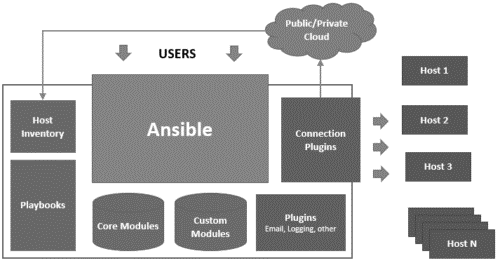 Public/Private
Cloud
USERS
Host 1
Host
Inventory
Ansible
Connection
Plugins
Host 2
Host 3
Playbooks
Core Modules
Custom
Modules
Plugins
Email, Logging, other
Host N